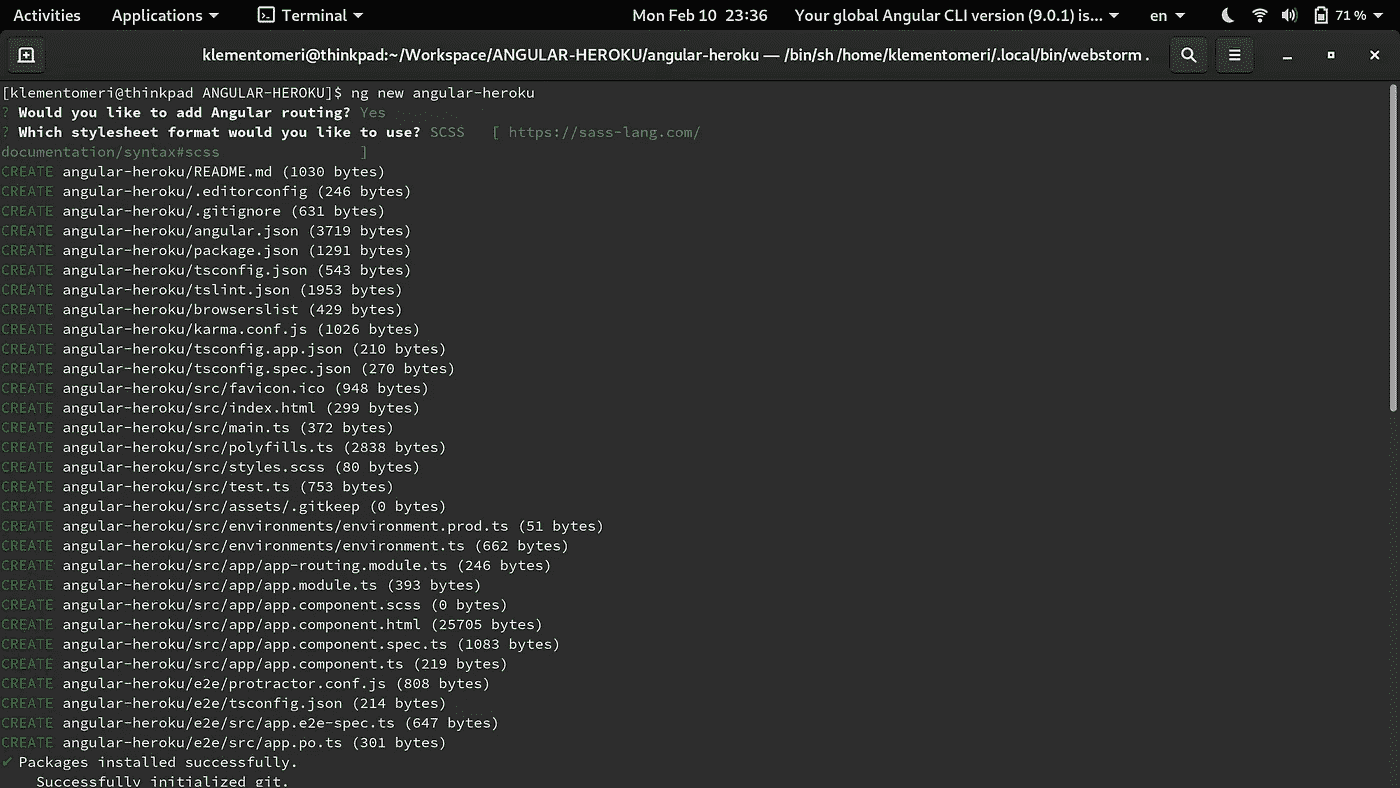 Activities Applications Terminal Mon Feb 10 23:36 Your global Angular CLI version (9.0.1) is... en 71 %
klementomeri@thinkpad:~/Workspace/ANGULAR-HEROKU/angular-heroku — /bin/sh /home/klementomeri/.local/bin/webstorm .
[klementomeri@thinkpad ANGULAR-HEROKU]$ ng new angular-heroku
? Would you like to add Angular routing? Yes
? Which stylesheet format would you like to use? SCSS   [ https://sass-lang.com/
documentation/syntax#scss                ]
CREATE angular-heroku/README.md (1030 bytes)
CREATE angular-heroku/.editorconfig (246 bytes)
CREATE angular-heroku/.gitignore (631 bytes)
CREATE angular-heroku/angular.json (3719 bytes)
CREATE angular-heroku/package.json (1291 bytes)
CREATE angular-heroku/tsconfig.json (543 bytes)
CREATE angular-heroku/tslint.json (1953 bytes)
CREATE angular-heroku/browserslist (429 bytes)
CREATE angular-heroku/karma.conf.js (1026 bytes)
CREATE angular-heroku/tsconfig.app.json (210 bytes)
CREATE angular-heroku/tsconfig.spec.json (270 bytes)
CREATE angular-heroku/src/favicon.ico (948 bytes)
CREATE angular-heroku/src/index.html (299 bytes)
CREATE angular-heroku/src/main.ts (372 bytes)
CREATE angular-heroku/src/polyfills.ts (2838 bytes)
CREATE angular-heroku/src/styles.scss (80 bytes)
CREATE angular-heroku/src/test.ts (753 bytes)
CREATE angular-heroku/src/assets/.gitkeep (0 bytes)
CREATE angular-heroku/src/environments/environment.prod.ts (51 bytes)
CREATE angular-heroku/src/environments/environment.ts (662 bytes)
CREATE angular-heroku/src/app/app-routing.module.ts (246 bytes)
CREATE angular-heroku/src/app/app.module.ts (393 bytes)
CREATE angular-heroku/src/app/app.component.scss (0 bytes)
CREATE angular-heroku/src/app/app.component.html (25705 bytes)
CREATE angular-heroku/src/app/app.component.spec.ts (1083 bytes)
CREATE angular-heroku/src/app/app.component.ts (219 bytes)
CREATE angular-heroku/e2e/protractor.conf.js (808 bytes)
CREATE angular-heroku/e2e/tsconfig.json (214 bytes)
CREATE angular-heroku/e2e/src/app.e2e-spec.ts (647 bytes)
CREATE angular-heroku/e2e/src/app.po.ts (301 bytes)
✓ Packages installed successfully.
Successfully initialized git.